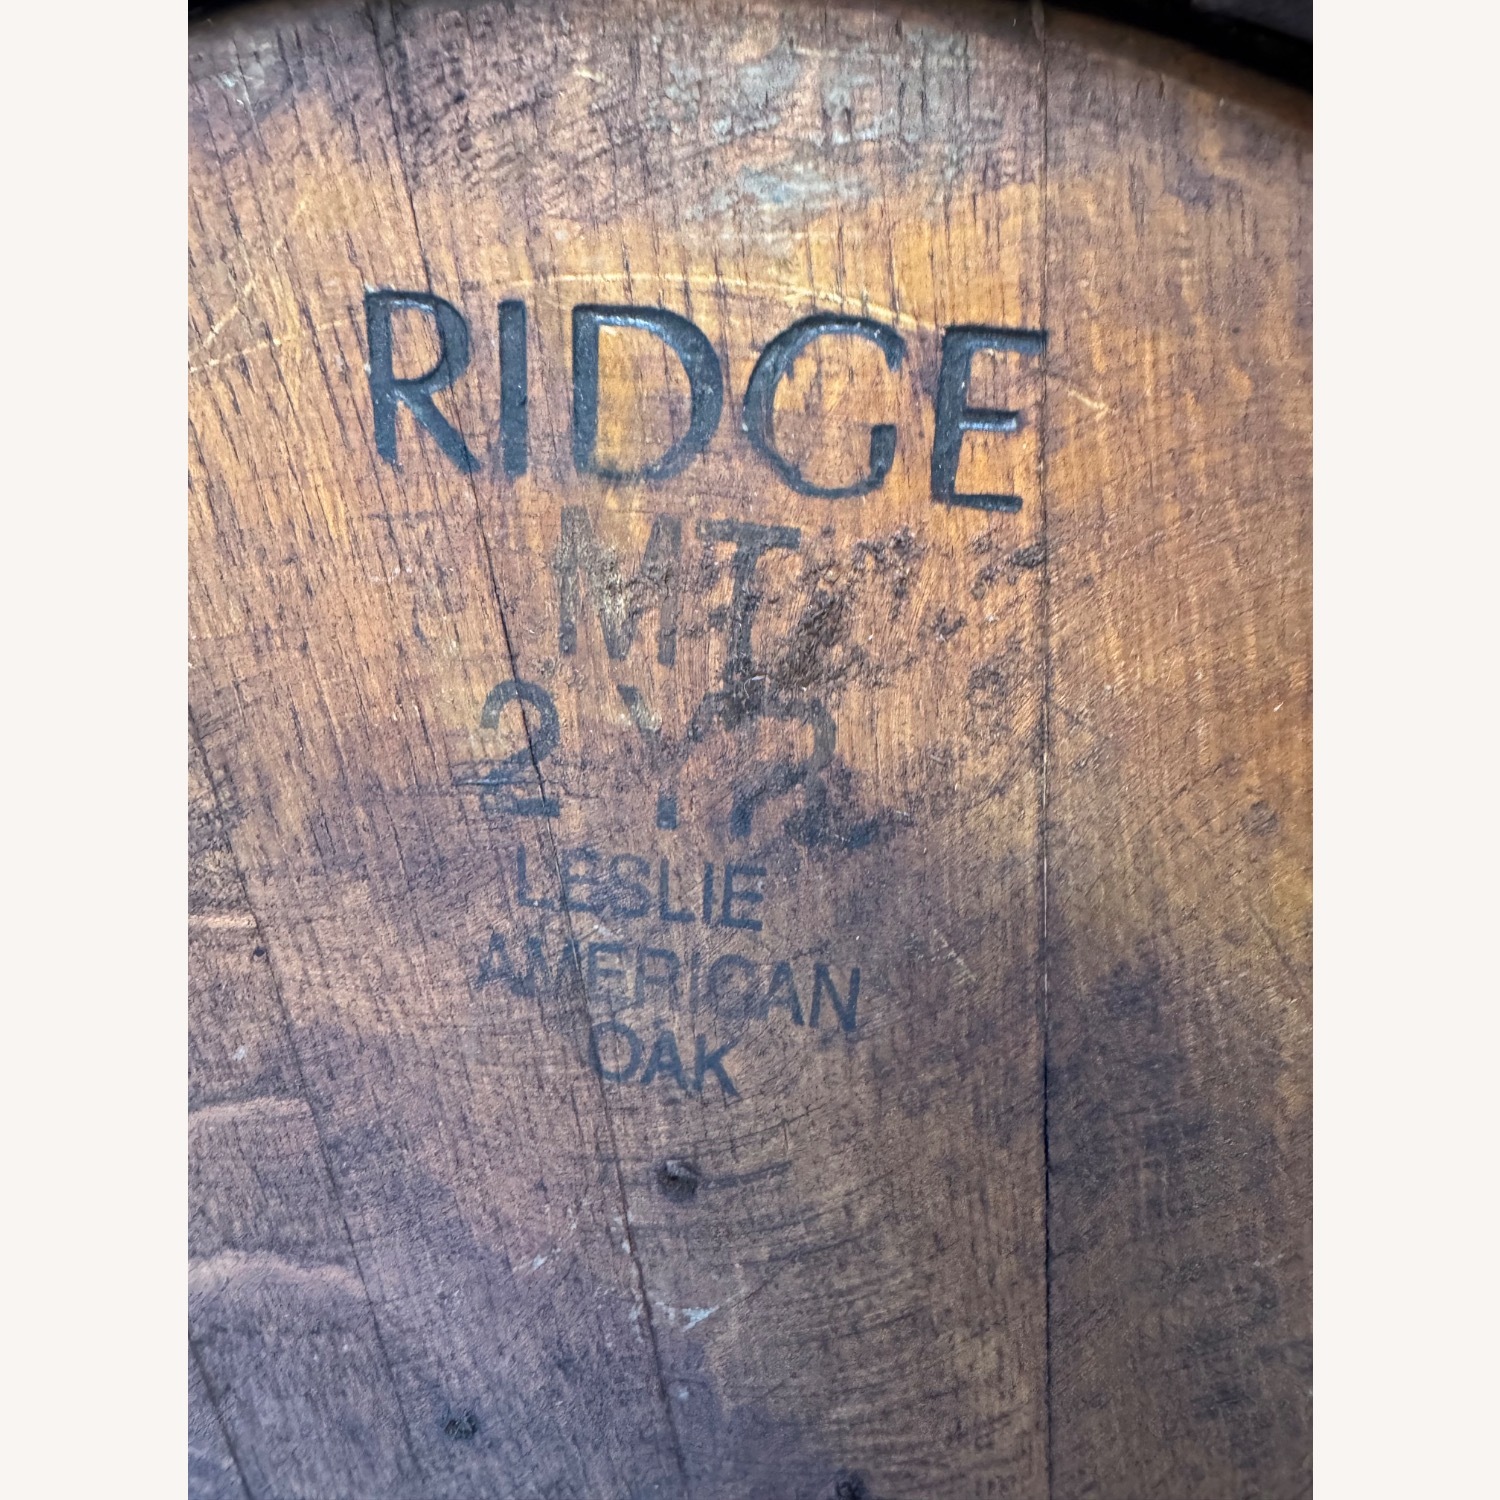 RIDGE
MT
2 YR
LESLIE
AMERICAN
OAK